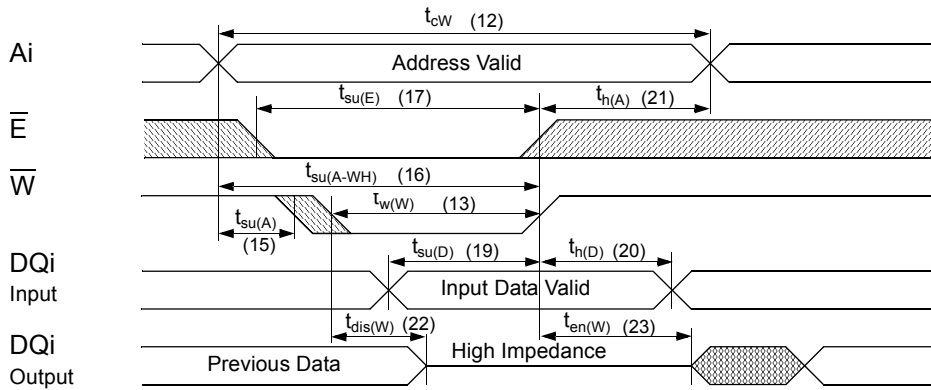 t_cW (12)
Ai
Address Valid
t_su(E) (17)
t_h(A) (21)
E̅
t_su(A-WH) (16)
W̅
τ_w(W) (13)
t_su(A)
(15)
t_su(D) (19)
t_h(D) (20)
DQi
Input
Input Data Valid
t_dis(W) (22)
t_en(W) (23)
DQi
Output
Previous Data
High Impedance